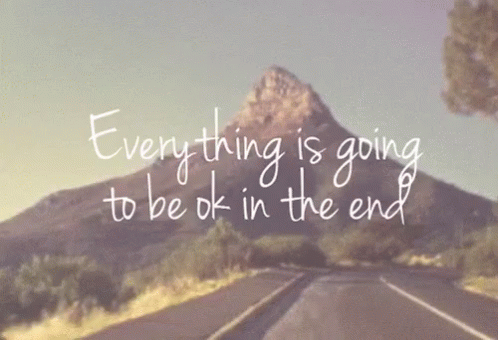 Everything is going
to be ok in the end